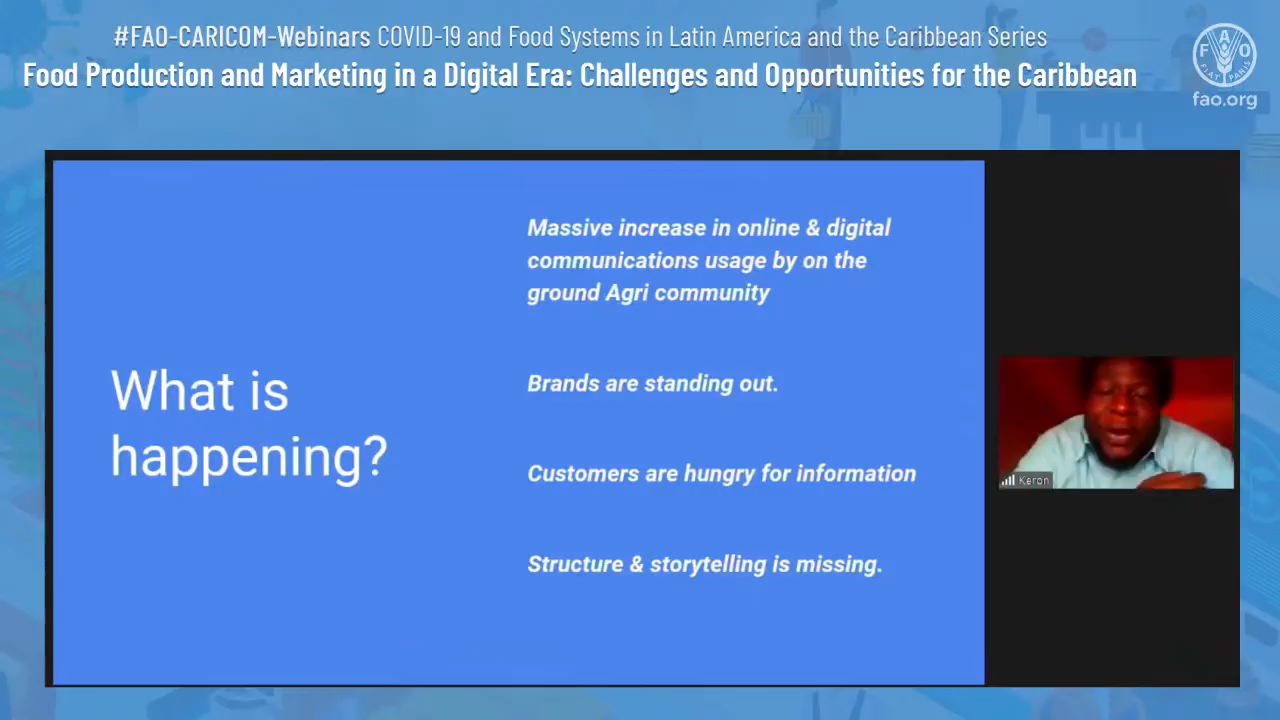 #FAO-CARICOM-Webinars COVID-19 and Food Systems in Latin America and the Caribbean Series
Food Production and Marketing in a Digital Era: Challenges and Opportunities for the Caribbean
F A O
FIAT PANIS
fao.org
What is
happening?
Massive increase in online & digital
communications usage by on the
ground Agri community
Brands are standing out.
Customers are hungry for information
Structure & storytelling is missing.
Keron